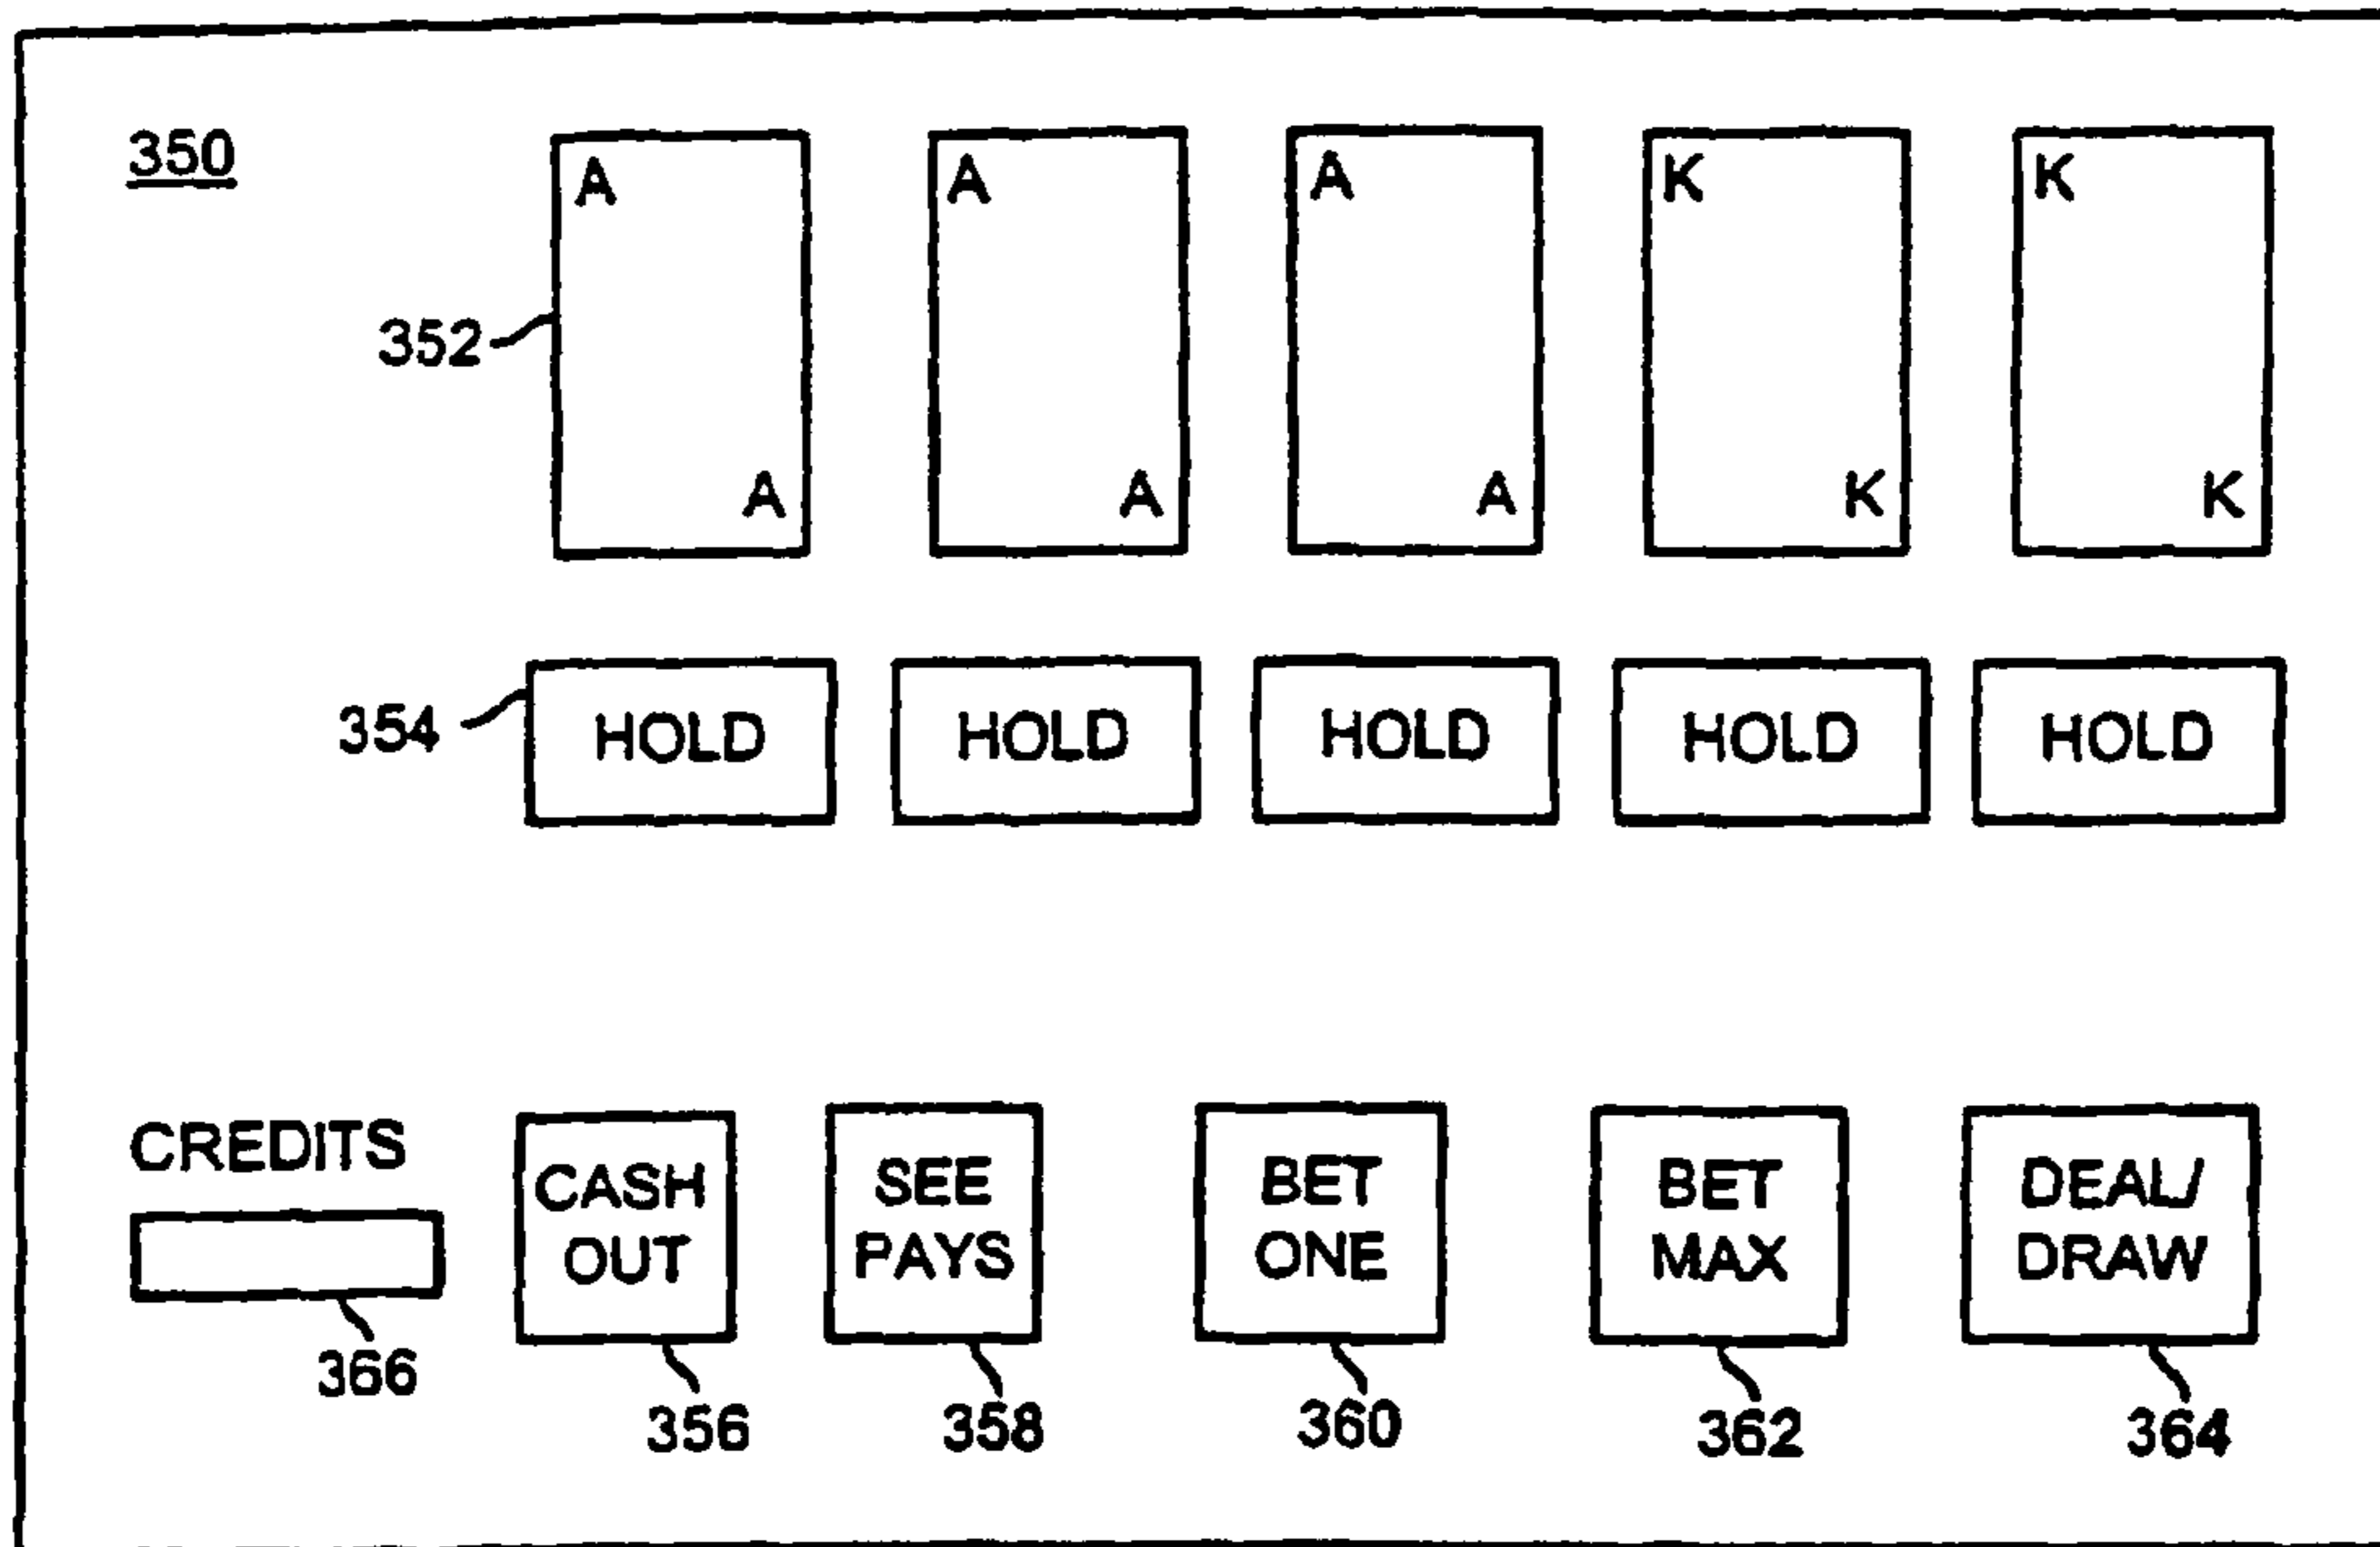 350
A A A K K
352
A A A K K
354 HOLD HOLD HOLD HOLD HOLD
CREDITS
CASH SEE BET BET DEAL/
OUT PAYS ONE MAX DRAW
366
356 358 360 362 364